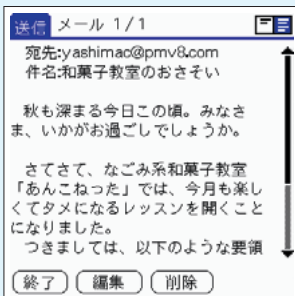 送信 メール 1/1
宛先:yashimac@pmv8.com
件名:和菓子教室のおさそい
秋も深まる今日この頃。みなさ
ま、いかがお過ごしでしょうか。
さてさて、なごみ系和菓子教室
「あんこねった」では、今月も楽し
くてタメになるレッスンを開くこと
になりました。
つきましては、以下のような要領
終了 編集 削除